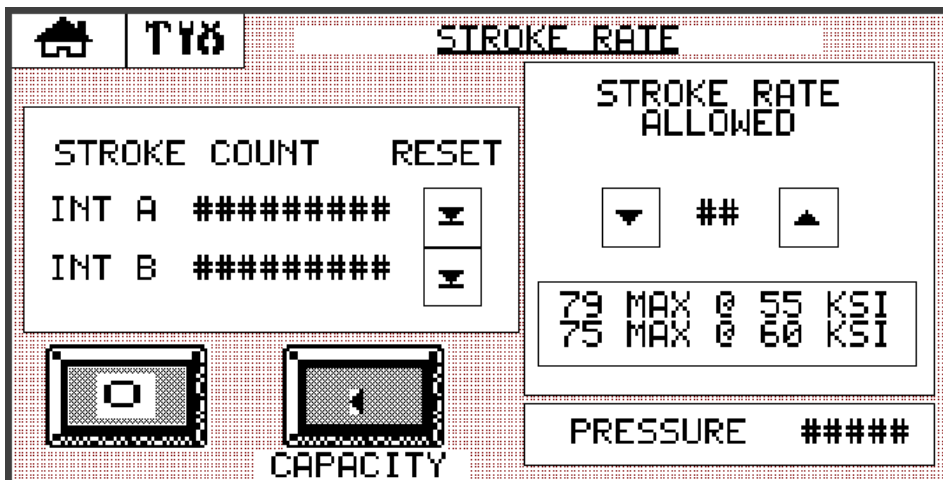 STROKE RATE
STROKE COUNT RESET
INT A #########
INT B #########
STROKE RATE
ALLOWED
##
79 MAX @ 55 KSI
75 MAX @ 60 KSI
CAPACITY
PRESSURE #####